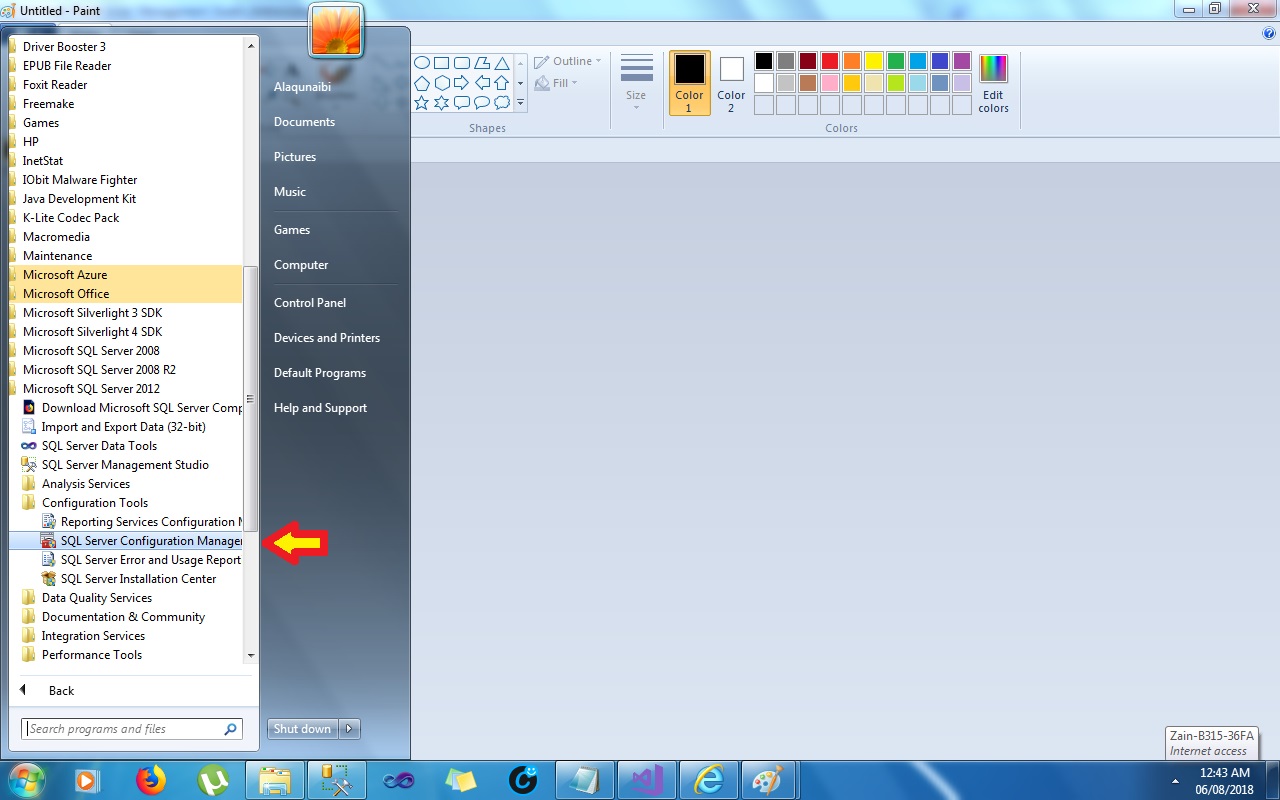 Untitled - Paint
Driver Booster 3
EPUB File Reader
Foxit Reader
Freemake
Games
HP
InetStat
IObit Malware Fighter
Java Development Kit
K-Lite Codec Pack
Macromedia
Maintenance
Microsoft Azure
Microsoft Office
Microsoft Silverlight 3 SDK
Microsoft Silverlight 4 SDK
Microsoft SQL Server 2008
Microsoft SQL Server 2008 R2
Microsoft SQL Server 2012
Download Microsoft SQL Server Comp
Import and Export Data (32-bit)
SQL Server Data Tools
SQL Server Management Studio
Analysis Services
Configuration Tools
Reporting Services Configuration M
SQL Server Configuration Manager
SQL Server Error and Usage Report
SQL Server Installation Center
Data Quality Services
Documentation & Community
Integration Services
Performance Tools
Back
Search programs and files
Alaqunaibi
Documents
Pictures
Music
Games
Computer
Control Panel
Devices and Printers
Default Programs
Help and Support
Shut down
Outline
Fill
Shapes
Size
Color
1
Color
2
Edit
colors
Colors
Zain-B315-36FA
Internet access
12:43 AM
06/08/2018